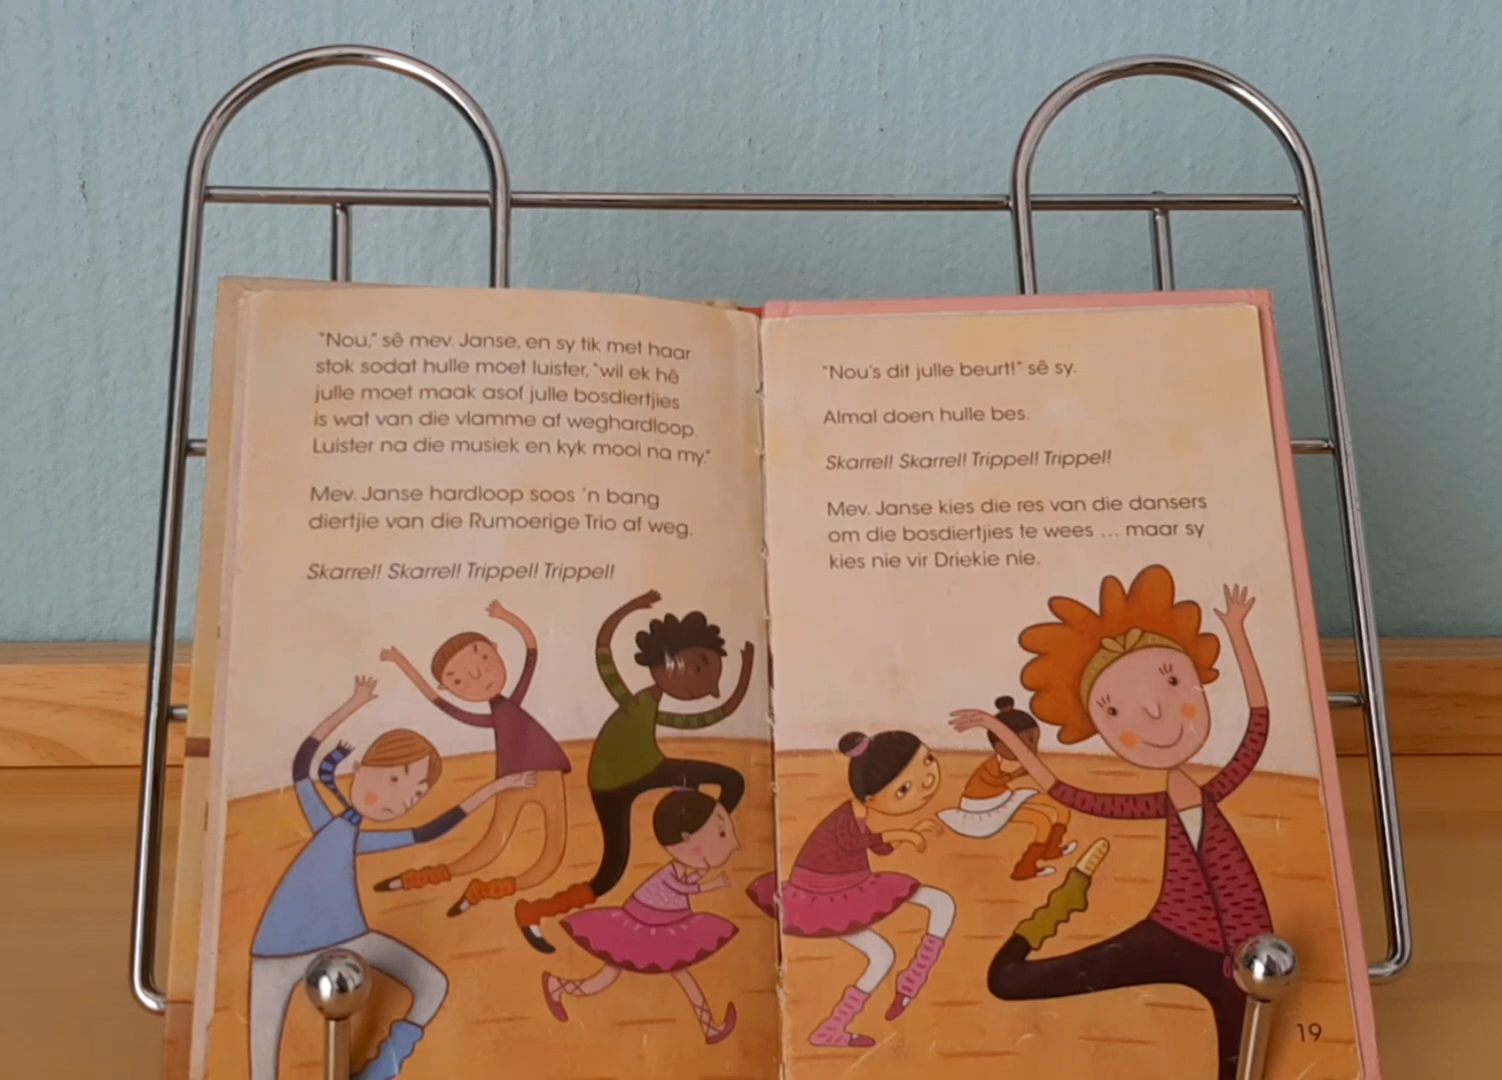 "Nou," sê mev. Janse, en sy tik met haar
stok sodat hulle moet luister, "wil ek hê
julle moet maak asof julle bosdiertjies
is wat van die vlamme af weghardloop.
Luister na die musiek en kyk mooi na my."
Mev. Janse hardloop soos 'n bang
diertjie van die Rumoerige Trio af weg.
Skarrel! Skarrel! Trippel! Trippel!
"Nou's dit julle beurt!" sê sy.
Almal doen hulle bes.
Skarrel! Skarrel! Trippel! Trippel!
Mev. Janse kies die res van die dansers
om die bosdiertjies te wees ... maar sy
kies nie vir Driekie nie.
19